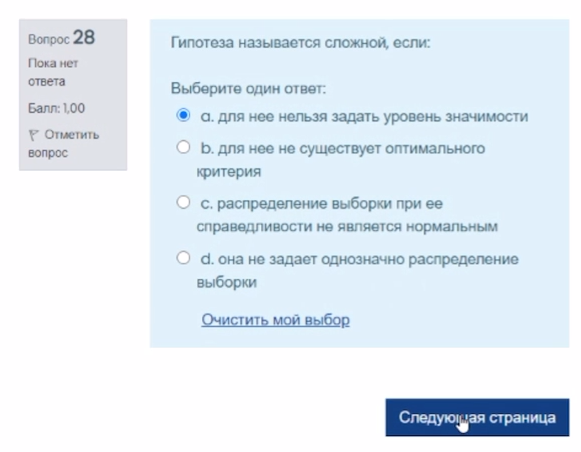 Вопрос 28
Пока нет
ответа
Балл: 1,00
Отметить
вопрос
Гипотеза называется сложной, если:
Выберите один ответ:
a. для нее нельзя задать уровень значимости
b. для нее не существует оптимального
критерия
c. распределение выборки при ее
справедливости не является нормальным
d. она не задает однозначно распределение
выборки
Очистить мой выбор
Следующая страница